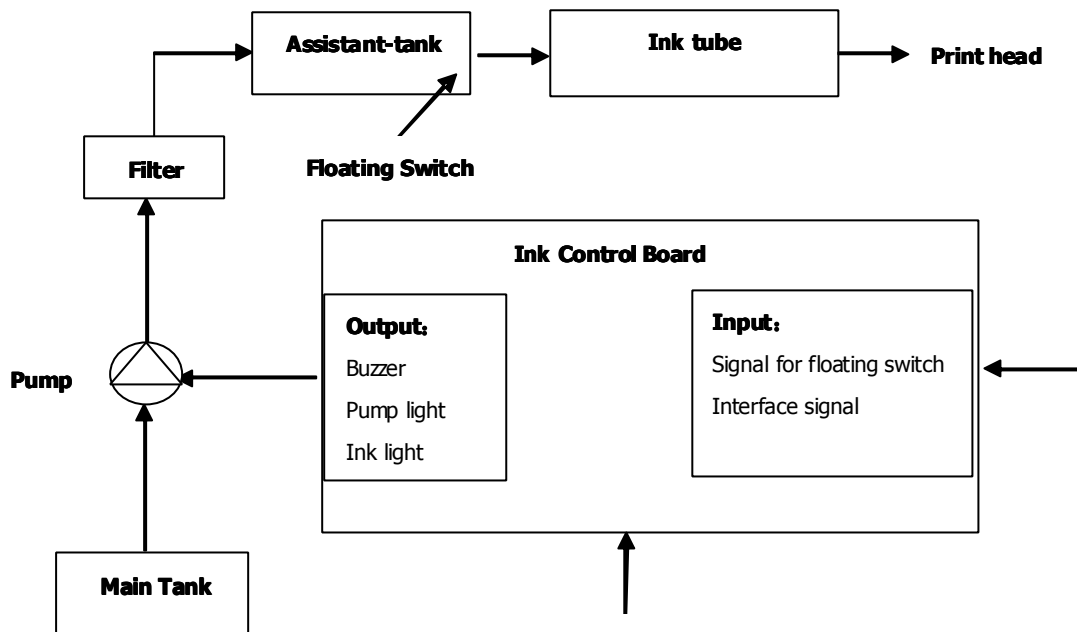 Assistant-tank
Ink tube
Print head
Filter
Floating Switch
Ink Control Board
Output:
Buzzer
Pump light
Ink light
Input:
Signal for floating switch
Interface signal
Pump
Main Tank